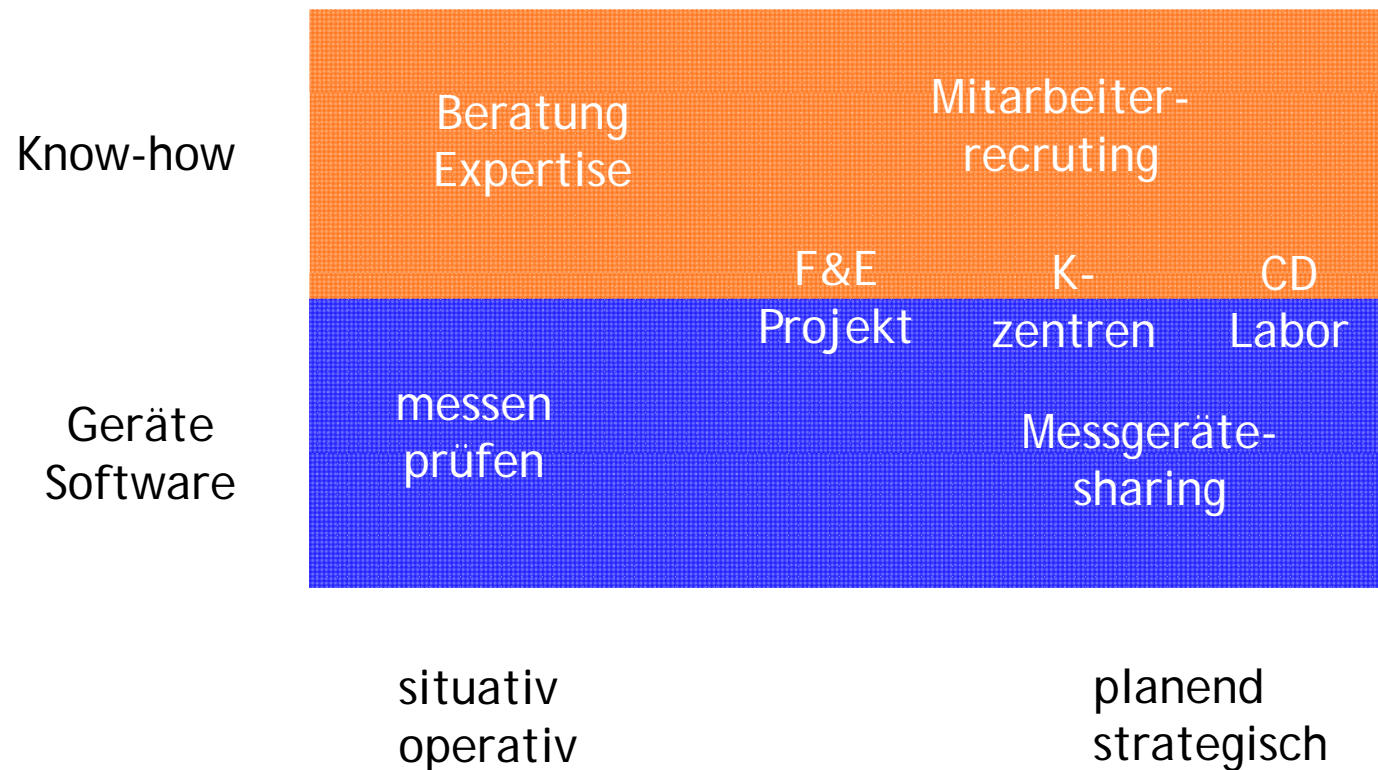 Know-how
Beratung
Expertise
Mitarbeiter-
recruting
F&E
Projekt
K-
zentren
CD
Labor
Geräte
Software
messen
prüfen
Messgeräte-
sharing
situativ
operativ
planend
strategisch